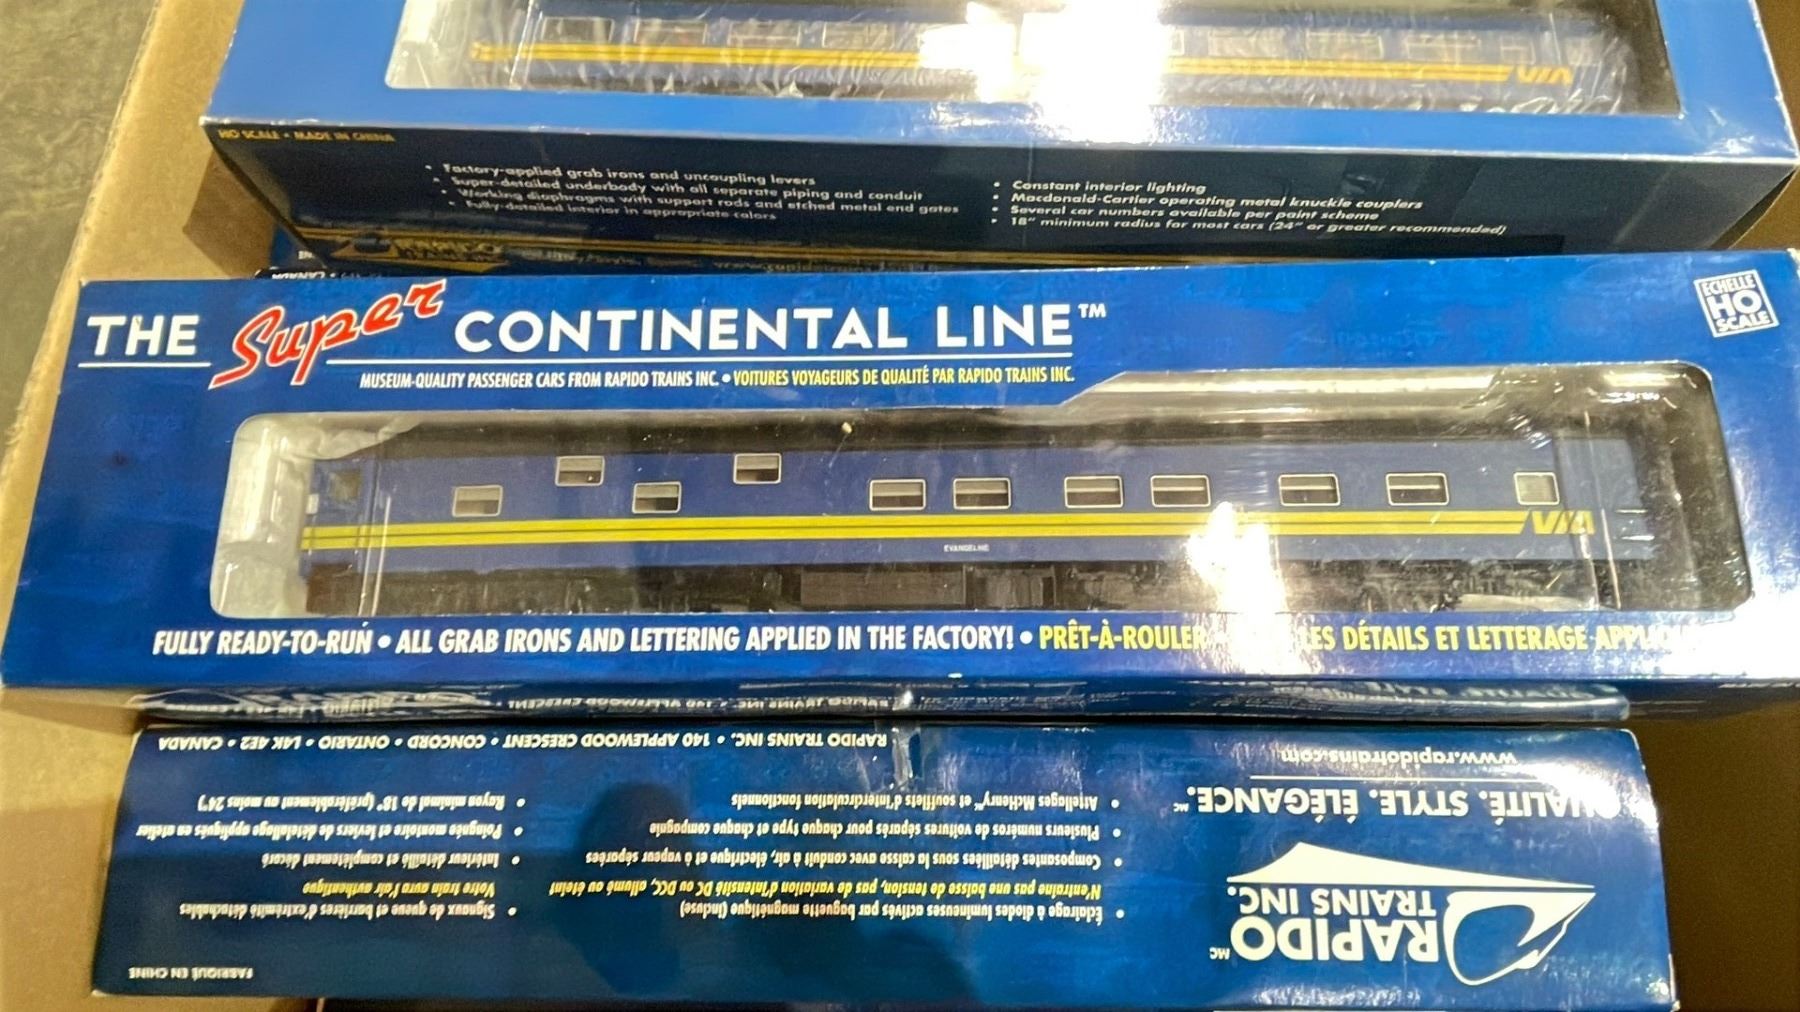 VIA
HO SCALE • MADE IN CHINA
• Factory-applied grab irons and uncoupling levers
• Super-detailed underbody with all separate piping and conduit
• Working diaphragms with support rods and etched metal end gates
• Fully-detailed interior in appropriate colors
• Constant interior lighting
• Macdonald-Cartier operating metal knuckle couplers
• Several car numbers available per paint scheme
• 18" minimum radius for most cars (24" or greater recommended)
THE Super CONTINENTAL LINE™
MUSEUM-QUALITY PASSENGER CARS FROM RAPIDO TRAINS INC. • VOITURES VOYAGEURS DE QUALITÉ PAR RAPIDO TRAINS INC.
ECHELLE
HO
SCALE
VIA
EVANGELINE
FULLY READY-TO-RUN • ALL GRAB IRONS AND LETTERING APPLIED IN THE FACTORY! • PRÊT-À-ROULER LES DÉTAILS ET LETTERAGE
RAPIDO TRAINS INC. • 140 APPLEWOOD CRESCENT • CONCORD • ONTARIO • L4K 4E2 • CANADA
FABRIQUÉ EN CHINE
RAPIDO MC
TRAINS INC.
QUALITÉ. STYLE. ÉLÉGANCE. MC
www.rapidotrains.com
• Éclairage à diodes lumineuses activés par baguette magnétique (incluse)
N'entraîne pas une baisse de tension, pas de variation d'intensité DC ou DCC, allumé ou éteint
• Composantes détaillées sous la caisse avec conduit à air, électrique et à vapeur séparées
• Plusieurs numéros de voitures séparés pour chaque type et chaque compagnie
• Attellages McHenry™ et soufflets d'intercirculation fonctionnels
• Signaux de queue et barrières d'extrémité détachables
Votre train aura l'air authentique
• Intérieur détaillé et complètement décoré
• Poignée montoire et leviers de dételage appliqués en atelier
• Rayon minimal de 18" (préférablement au moins 24")